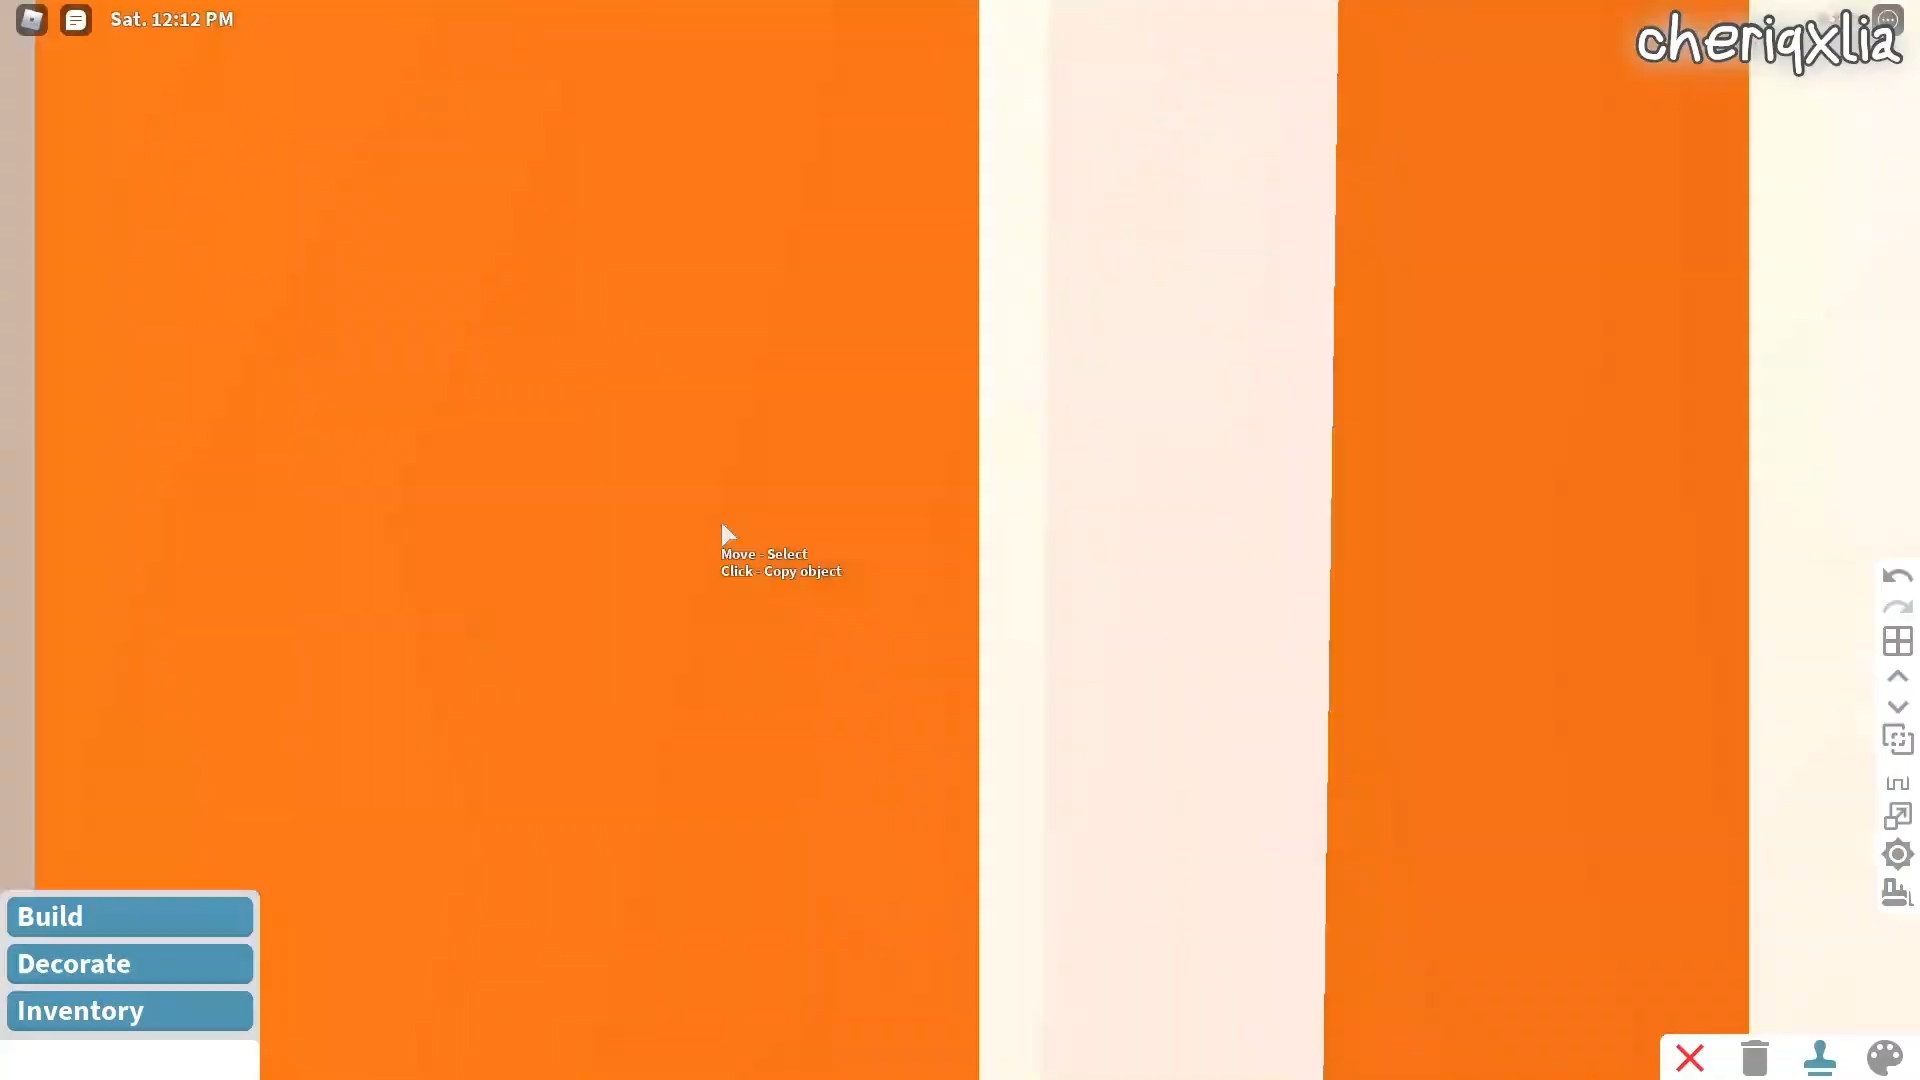 Sat. 12:12 PM
cheriqxlia
Move - Select
Click - Copy object
Build
Decorate
Inventory